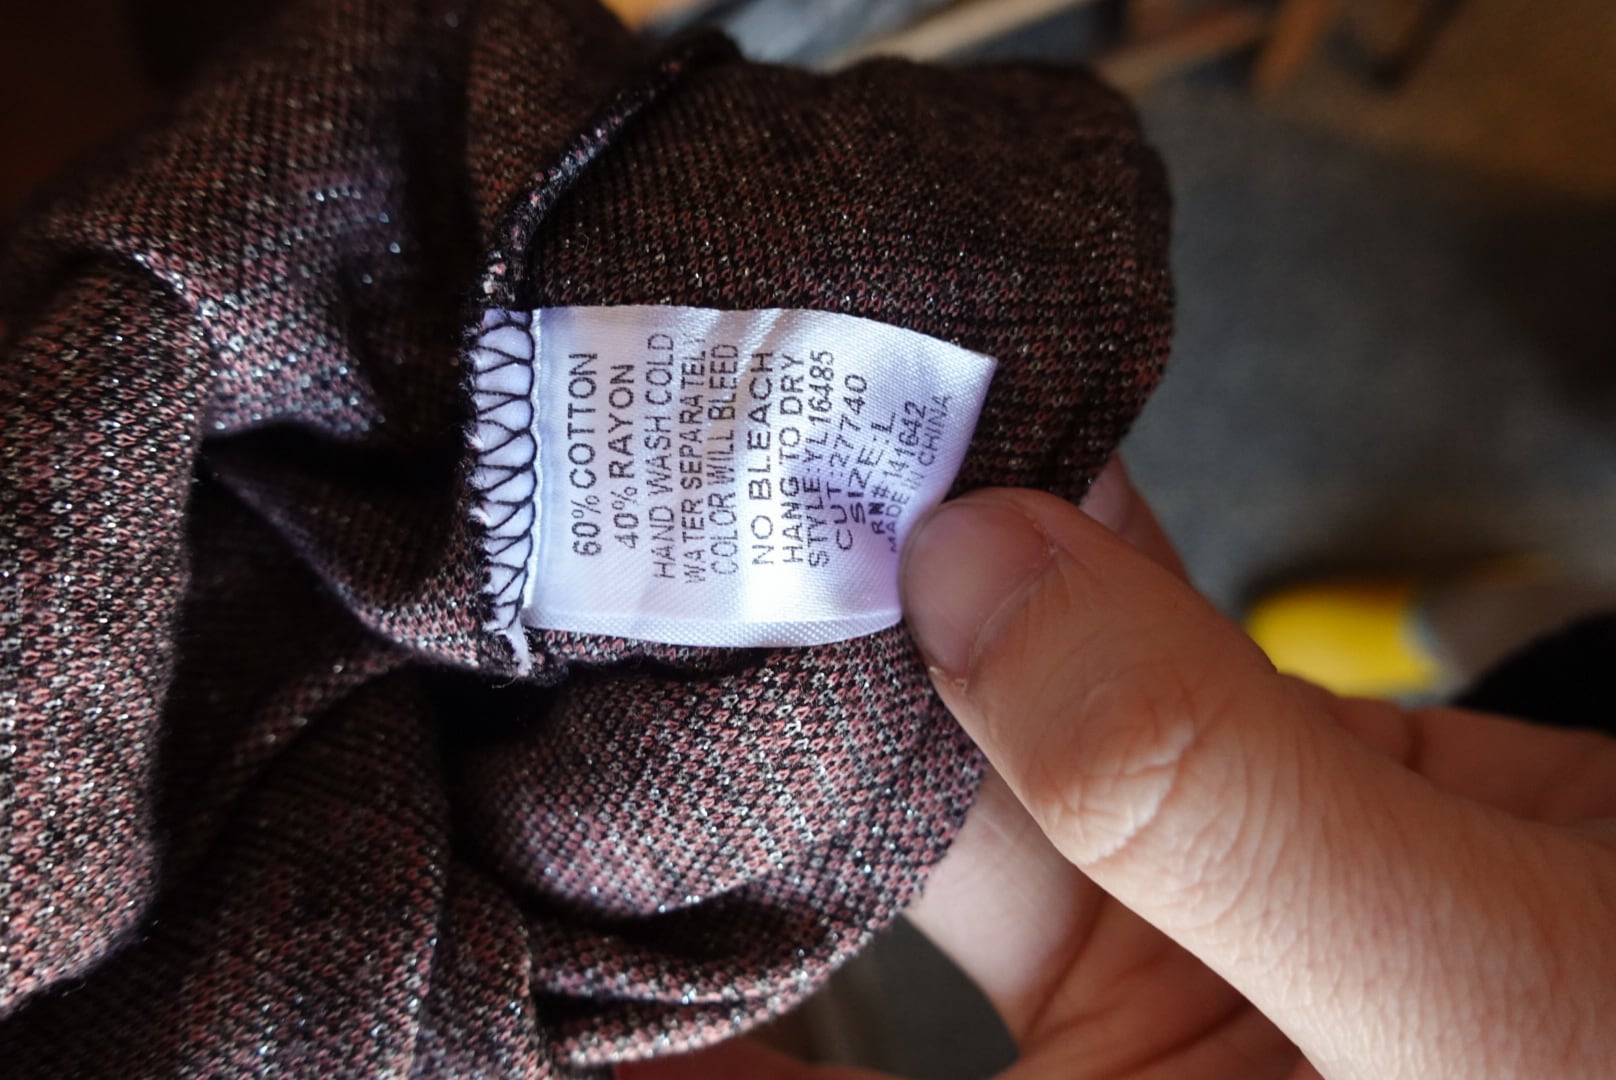 60% COTTON
40% RAYON
HAND WASH COLD
WATER SEPARATELY
COLOR WILL BLEED
NO BLEACH
HANG TO DRY
STYLE:YL16485
CUT:27740
SIZE:L
RN#:141642
MADE IN CHINA